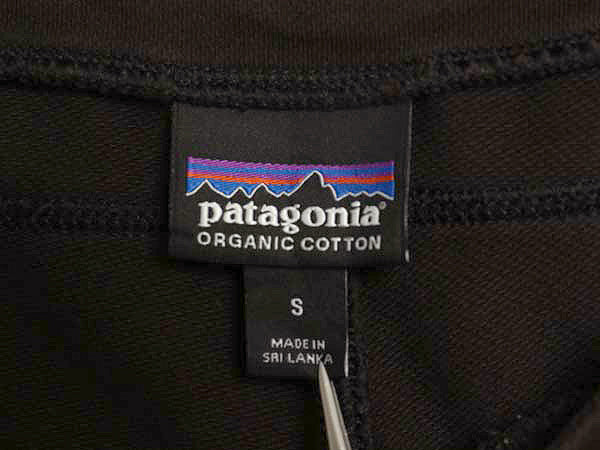 patagonia®
ORGANIC COTTON
S
MADE IN
SRI LANKA